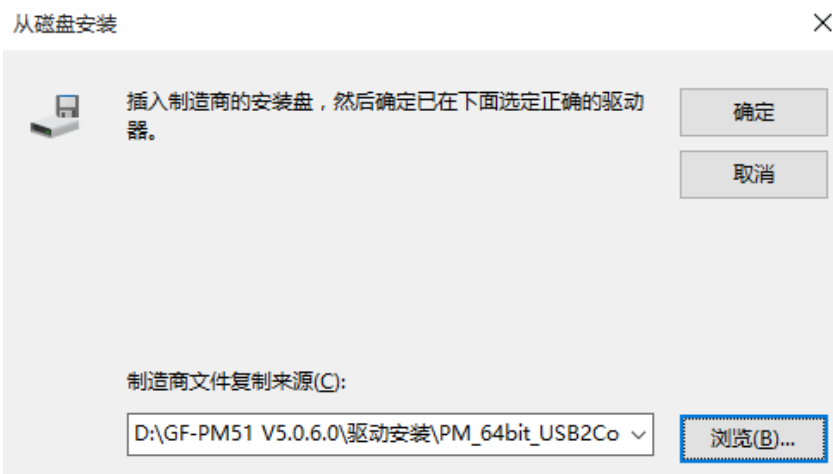 从磁盘安装
插入制造商的安装盘，然后确定已在下面选定正确的驱动
器。
确定
取消
制造商文件复制来源(C):
D:\GF-PM51 V5.0.6.0\驱动安装\PM_64bit_USB2Co
浏览(B)...